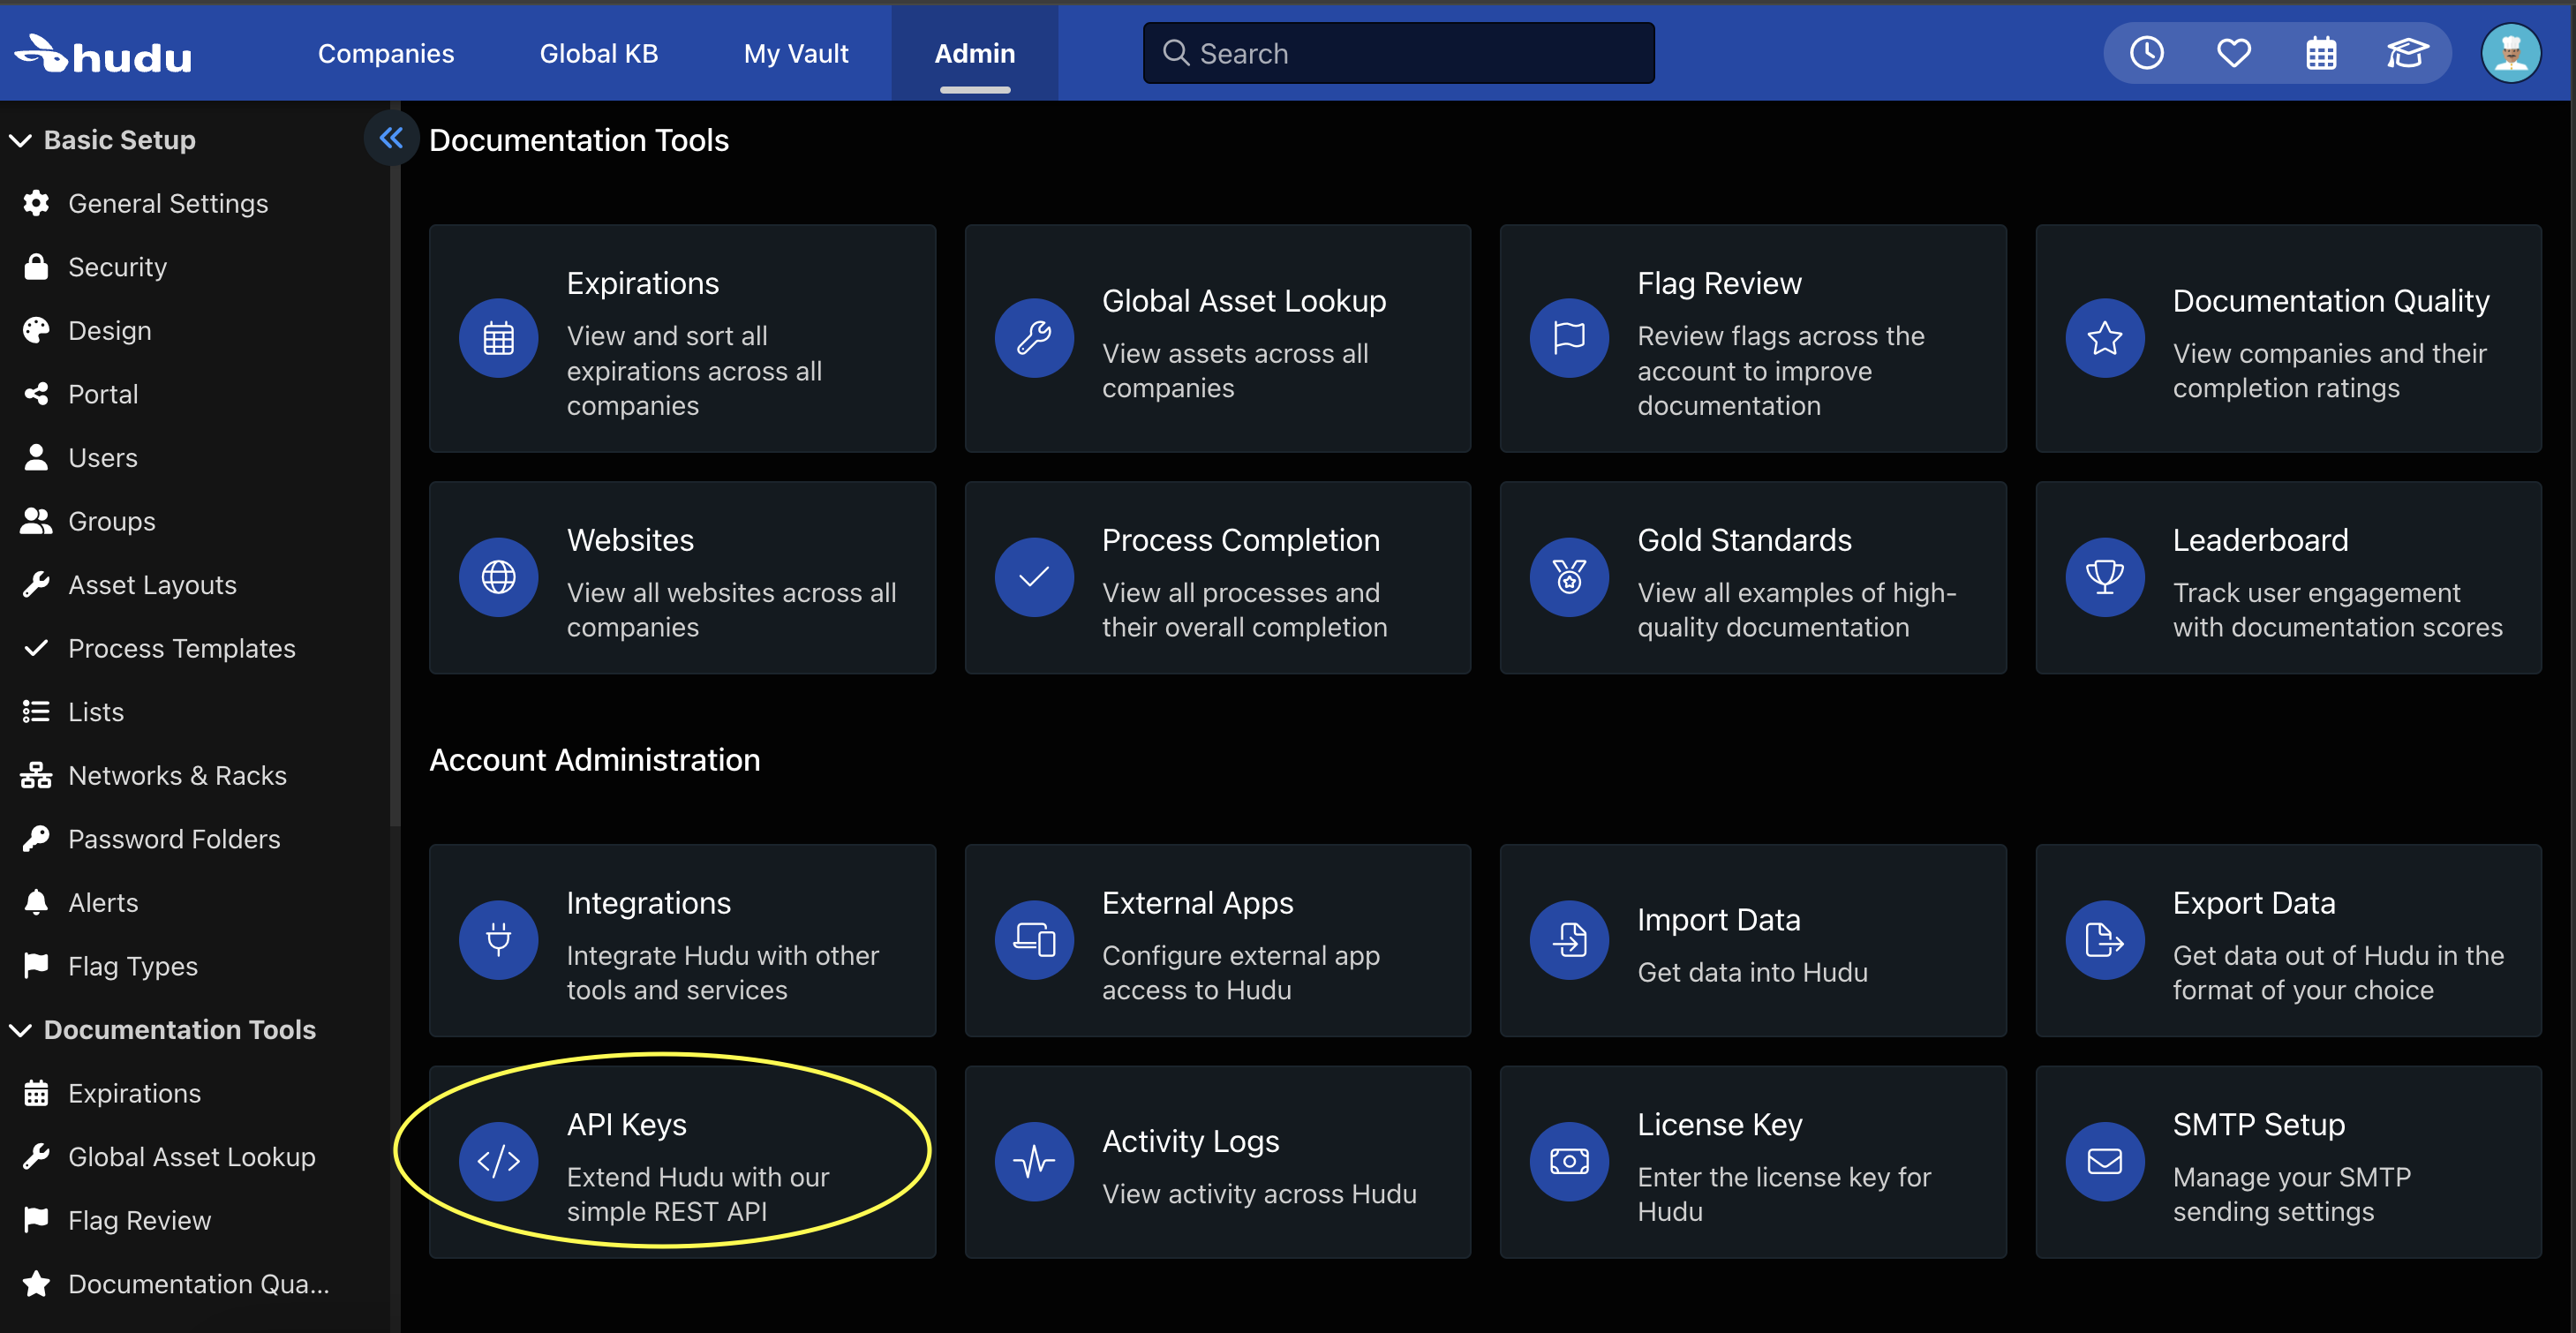 hudu
Companies
Global KB
My Vault
Admin
Search
Basic Setup
General Settings
Security
Design
Portal
Users
Groups
Asset Layouts
Process Templates
Lists
Networks & Racks
Password Folders
Alerts
Flag Types
Documentation Tools
Expirations
Global Asset Lookup
Flag Review
Documentation Qua...
Documentation Tools
Expirations
View and sort all
expirations across all
companies
Global Asset Lookup
View assets across all
companies
Flag Review
Review flags across the
account to improve
documentation
Documentation Quality
View companies and their
completion ratings
Websites
View all websites across all
companies
Process Completion
View all processes and
their overall completion
Gold Standards
View all examples of high-
quality documentation
Leaderboard
Track user engagement
with documentation scores
Account Administration
Integrations
Integrate Hudu with other
tools and services
External Apps
Configure external app
access to Hudu
Import Data
Get data into Hudu
Export Data
Get data out of Hudu in the
format of your choice
API Keys
Extend Hudu with our
simple REST API
Activity Logs
View activity across Hudu
License Key
Enter the license key for
Hudu
SMTP Setup
Manage your SMTP
sending settings